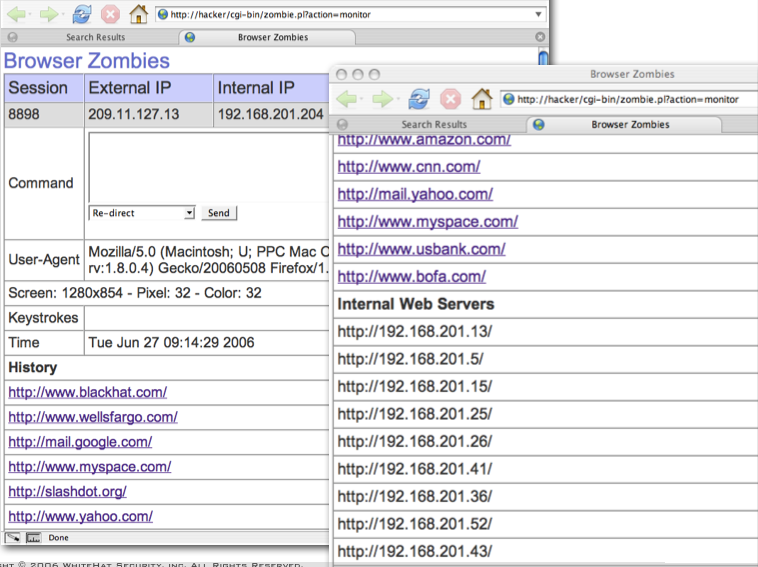 http://hacker/cgi-bin/zombie.pl?action=monitor
Search Results
Browser Zombies
Browser Zombies
Session External IP Internal IP
8898 209.11.127.13 192.168.201.204
Command
Re-direct Send
User-Agent Mozilla/5.0 (Macintosh; U; PPC Mac O
rv:1.8.0.4) Gecko/20060508 Firefox/1.
Screen: 1280x854 - Pixel: 32 - Color: 32
Keystrokes
Time Tue Jun 27 09:14:29 2006
History
http://www.blackhat.com/
http://www.wellsfargo.com/
http://mail.google.com/
http://www.myspace.com/
http://slashdot.org/
http://www.yahoo.com/
Done
Browser Zombies
http://hacker/cgi-bin/zombie.pl?action=monitor
Search Results
Browser Zombies
http://www.amazon.com/
http://www.cnn.com/
http://mail.yahoo.com/
http://www.myspace.com/
http://www.usbank.com/
http://www.bofa.com/
Internal Web Servers
http://192.168.201.13/
http://192.168.201.5/
http://192.168.201.15/
http://192.168.201.25/
http://192.168.201.26/
http://192.168.201.41/
http://192.168.201.36/
http://192.168.201.52/
http://192.168.201.43/
© 2006 WhiteHat Security, Inc. All Rights Reserved.